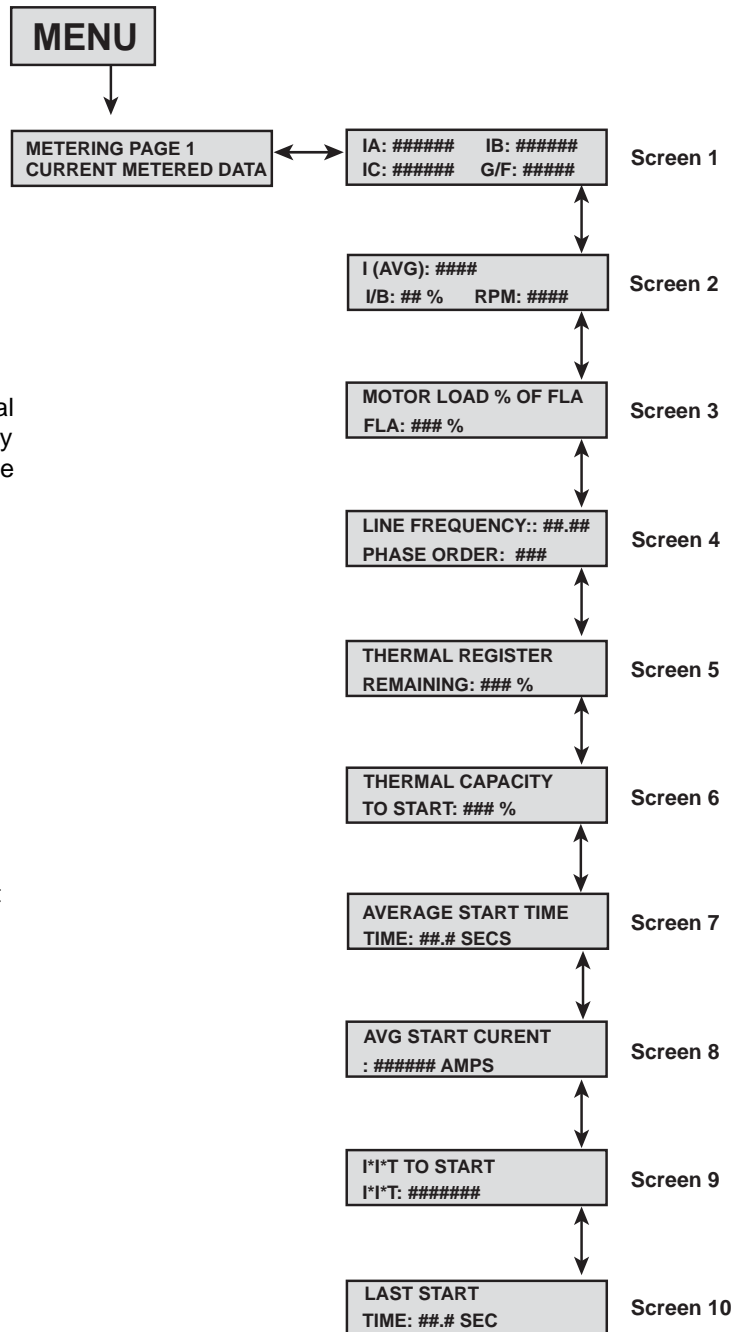 MENU
METERING PAGE 1
CURRENT METERED DATA
IA: ###### IB: ######
IC: ###### G/F: #####
Screen 1
I (AVG): ####
I/B: ## % RPM: ####
Screen 2
al
y
e
MOTOR LOAD % OF FLA
FLA: ### %
Screen 3
LINE FREQUENCY:: ##.##
PHASE ORDER: ###
Screen 4
THERMAL REGISTER
REMAINING: ### %
Screen 5
THERMAL CAPACITY
TO START: ### %
Screen 6
AVERAGE START TIME
TIME: ##.# SECS
Screen 7
AVG START CURENT
: ###### AMPS
Screen 8
I*I*T TO START
I*I*T: #######
Screen 9
LAST START
TIME: ##.# SEC
Screen 10